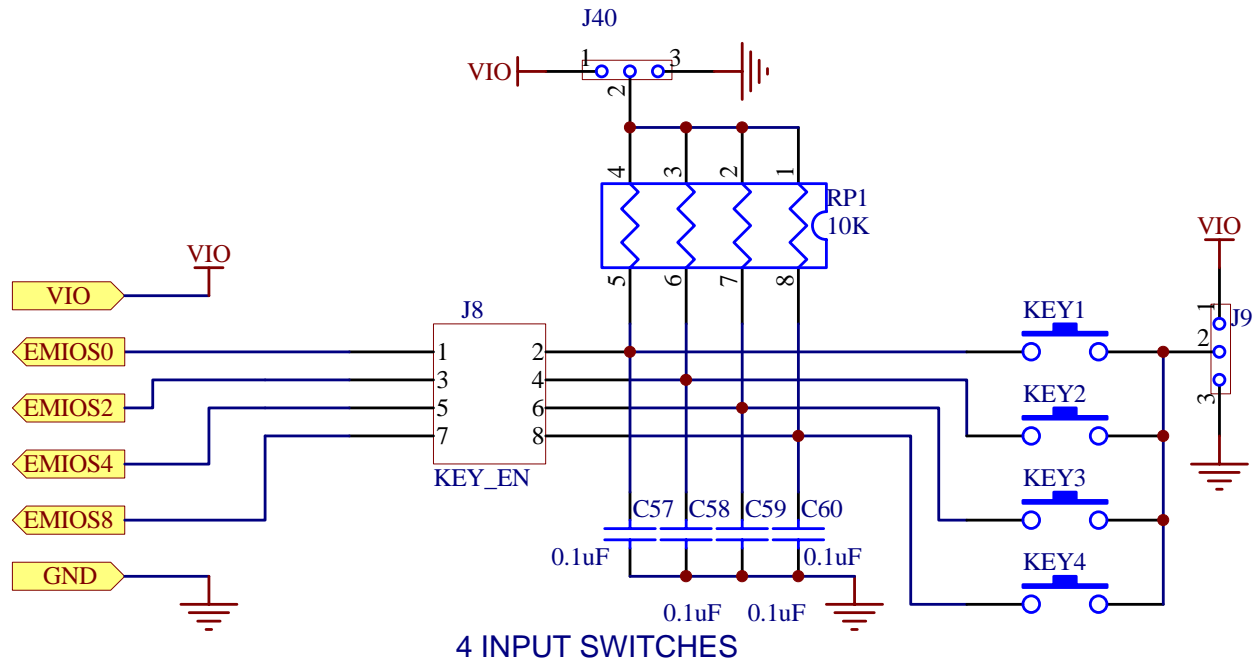 J40
VIO
1
3
2
4
3
2
1
RP1
10K
5
6
7
8
VIO
VIO
EMIOS0
EMIOS2
EMIOS4
EMIOS8
GND
J8
1
2
3
4
5
6
7
8
KEY_EN
KEY1
KEY2
KEY3
KEY4
VIO
1
J9
2
3
C57
C58
C59
C60
0.1uF
0.1uF
0.1uF
0.1uF
4 INPUT SWITCHES